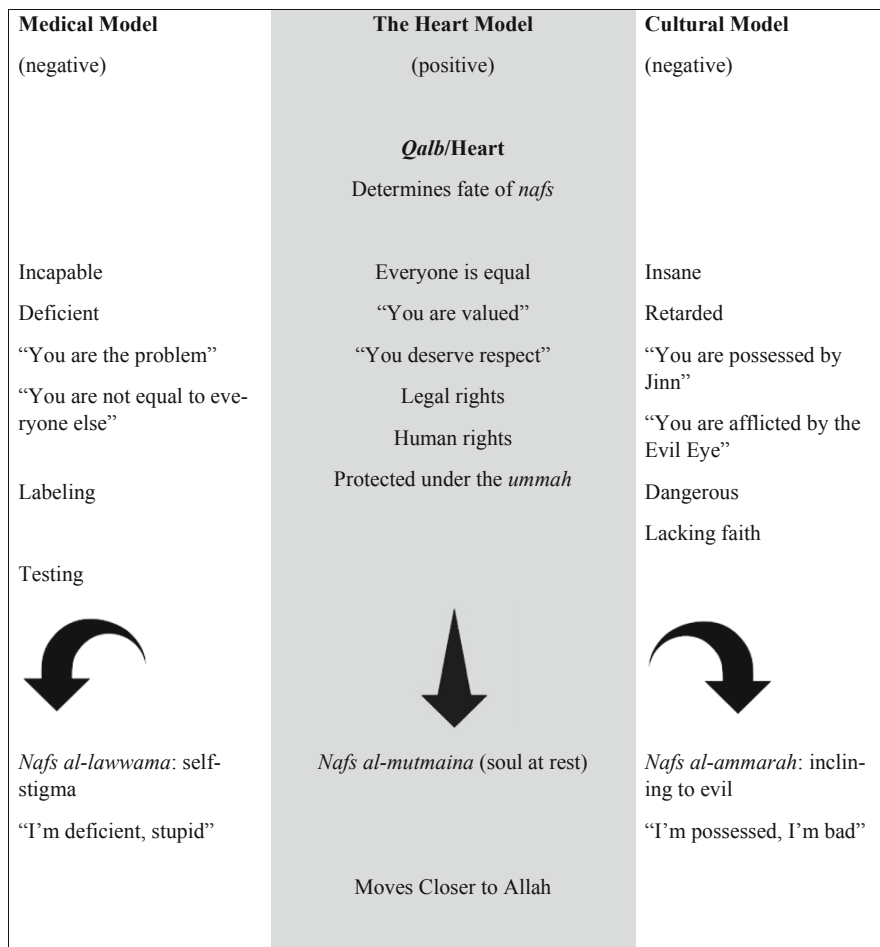 Medical Model
(negative)
Incapable
Deficient
“You are the problem”
“You are not equal to eve-
ryone else”
Labeling
Testing
Nafs al-lawwama: self-
stigma
“I’m deficient, stupid”
The Heart Model
(positive)
Qalb/Heart
Determines fate of nafs
Everyone is equal
“You are valued”
“You deserve respect”
Legal rights
Human rights
Protected under the ummah
Nafs al-mutmaina (soul at rest)
Moves Closer to Allah
Cultural Model
(negative)
Insane
Retarded
“You are possessed by
Jinn”
“You are afflicted by the
Evil Eye”
Dangerous
Lacking faith
Nafs al-ammarah: inclin-
ing to evil
“I’m possessed, I’m bad”